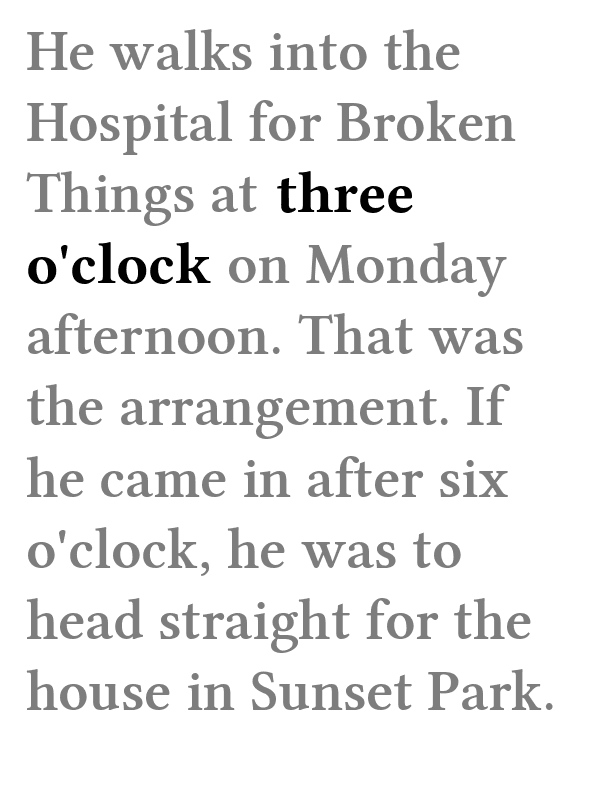 He walks into the
Hospital for Broken
Things at three
o'clock on Monday
afternoon. That was
the arrangement. If
he came in after six
o'clock, he was to
head straight for the
house in Sunset Park.